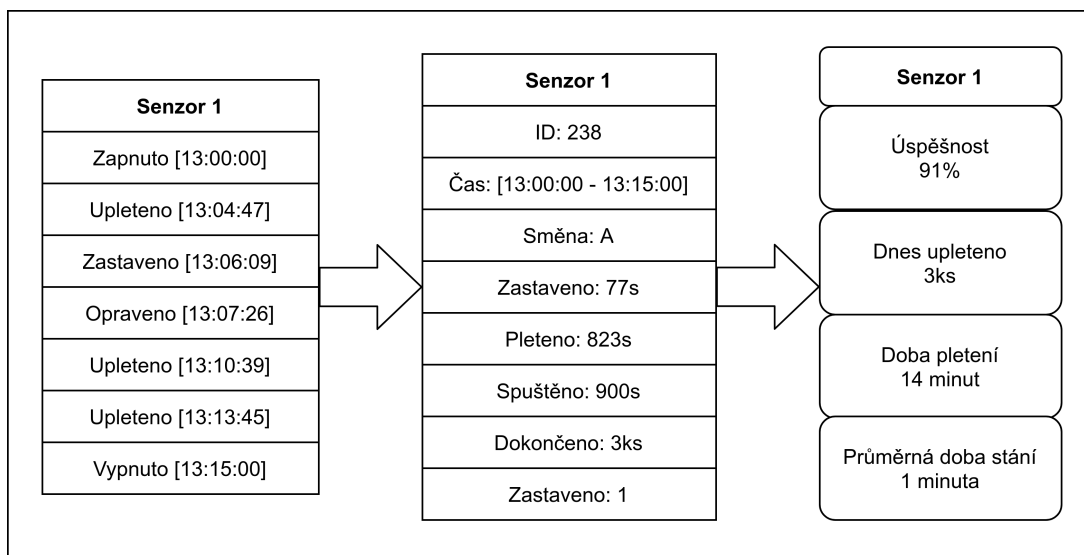 Senzor 1
Zapnuto [13:00:00]
Upleteno [13:04:47]
Zastaveno [13:06:09]
Opraveno [13:07:26]
Upleteno [13:10:39]
Upleteno [13:13:45]
Vypnuto [13:15:00]
Senzor 1
ID: 238
Čas: [13:00:00 - 13:15:00]
Směna: A
Zastaveno: 77s
Pleteno: 823s
Spuštěno: 900s
Dokončeno: 3ks
Zastaveno: 1
Senzor 1
Úspěšnost
91%
Dnes upleteno
3ks
Doba pletení
14 minut
Průměrná doba stání
1 minuta